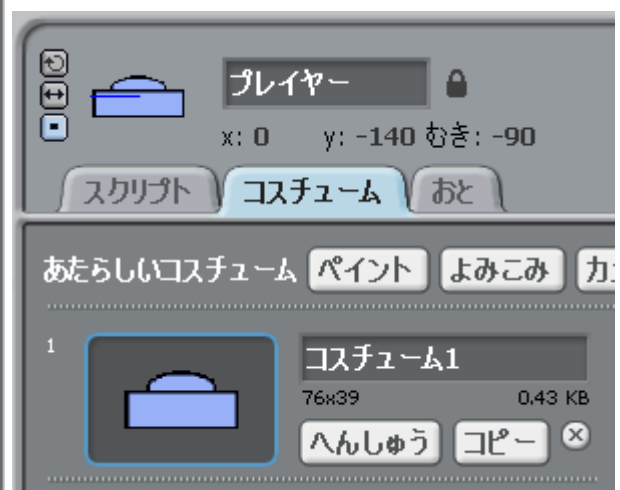 プレイヤー
x: 0 y: -140 むき: -90
スクリプト コスチューム おと
あたらしいコスチューム ペイント よみこみ カ
1 コスチューム1
76x39 0.43 KB
へんしゅう コピー